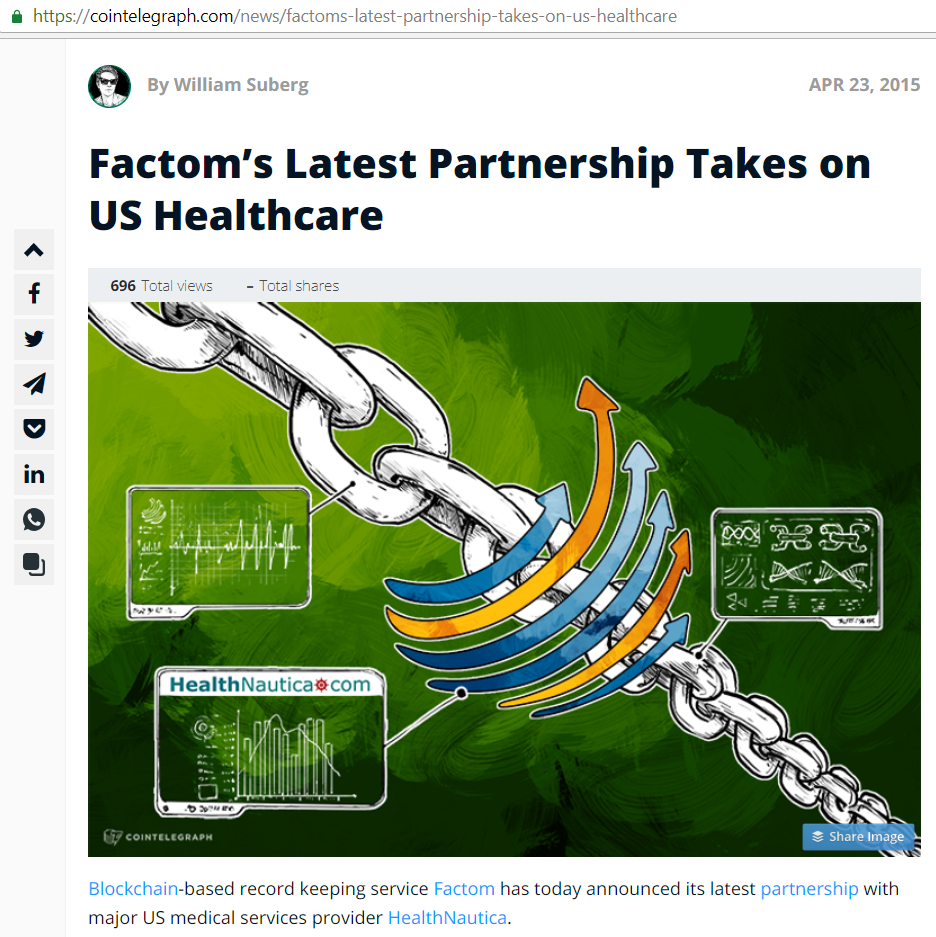 https://cointelegraph.com/news/factoms-latest-partnership-takes-on-us-healthcare
By William Suberg
APR 23, 2015
Factom’s Latest Partnership Takes on
US Healthcare
696 Total views
– Total shares
HealthNautica.com
COINTELEGRAPH
Share Image
Blockchain-based record keeping service Factom has today announced its latest partnership with
major US medical services provider HealthNautica.